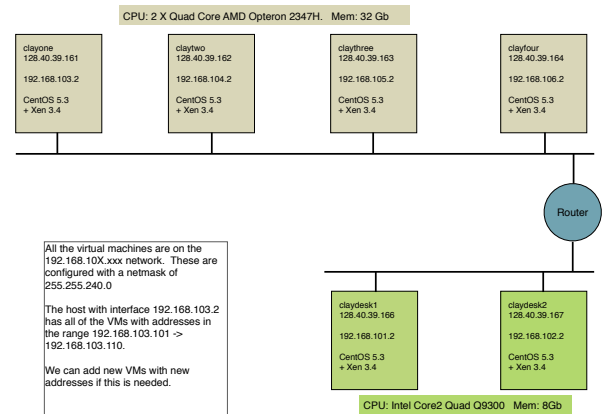 CPU: 2 X Quad Core AMD Opteron 2347H.  Mem: 32 Gb
clayone
128.40.39.161
192.168.103.2
CentOS 5.3
+ Xen 3.4
claytwo
128.40.39.162
192.168.104.2
CentOS 5.3
+ Xen 3.4
claythree
128.40.39.163
192.168.105.2
CentOS 5.3
+ Xen 3.4
clayfour
128.40.39.164
192.168.106.2
CentOS 5.3
+ Xen 3.4
Router
All the virtual machines are on the
192.168.10X.xxx network.  These are
configured with a netmask of
255.255.240.0
The host with interface 192.168.103.2
has all of the VMs with addresses in
the range 192.168.103.101 ->
192.168.103.110.
We can add new VMs with new
addresses if this is needed.
claydesk1
128.40.39.166
192.168.101.2
CentOS 5.3
+ Xen 3.4
claydesk2
128.40.39.167
192.168.102.2
CentOS 5.3
+ Xen 3.4
CPU: Intel Core2 Quad Q9300  Mem: 8Gb